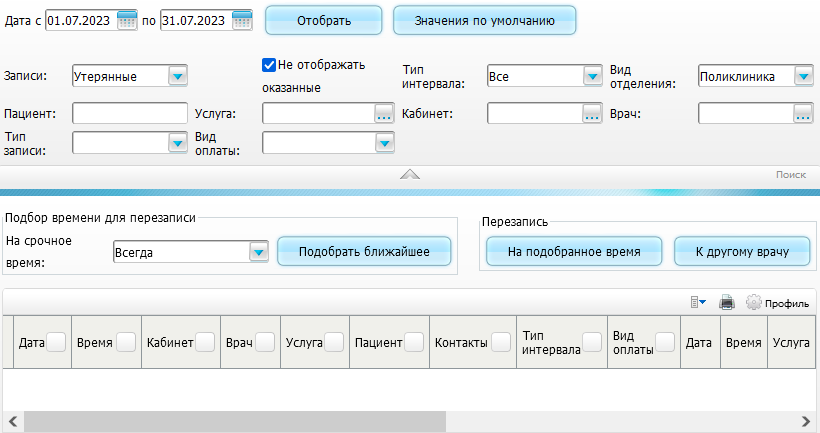 Дата с 01.07.2023 по 31.07.2023 Отобрать Значения по умолчанию
Записи: Утерянные Не отображать оказанные Тип интервала: Все Вид отделения: Поликлиника
Пациент: Услуга: ... Кабинет: ... Врач: ...
Тип записи: Вид оплаты:
Поиск
Подбор времени для перезаписи
На срочное время: Всегда Подобрать ближайшее
Перезапись
На подобранное время К другому врачу
Профиль
Дата Время Кабинет Врач Услуга Пациент Контакты Тип интервала Вид оплаты Дата Время Услуга